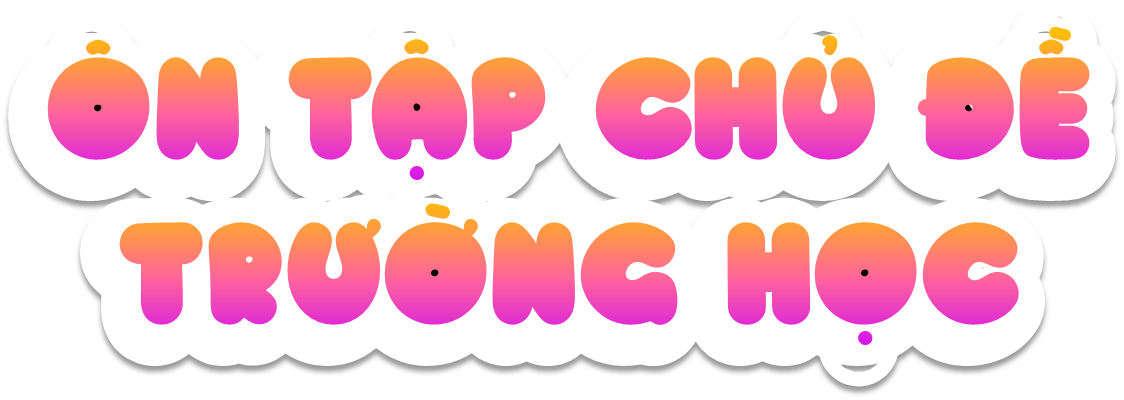 ÔN TẬP CHỦ ĐỀ
TRƯỜNG HỌC